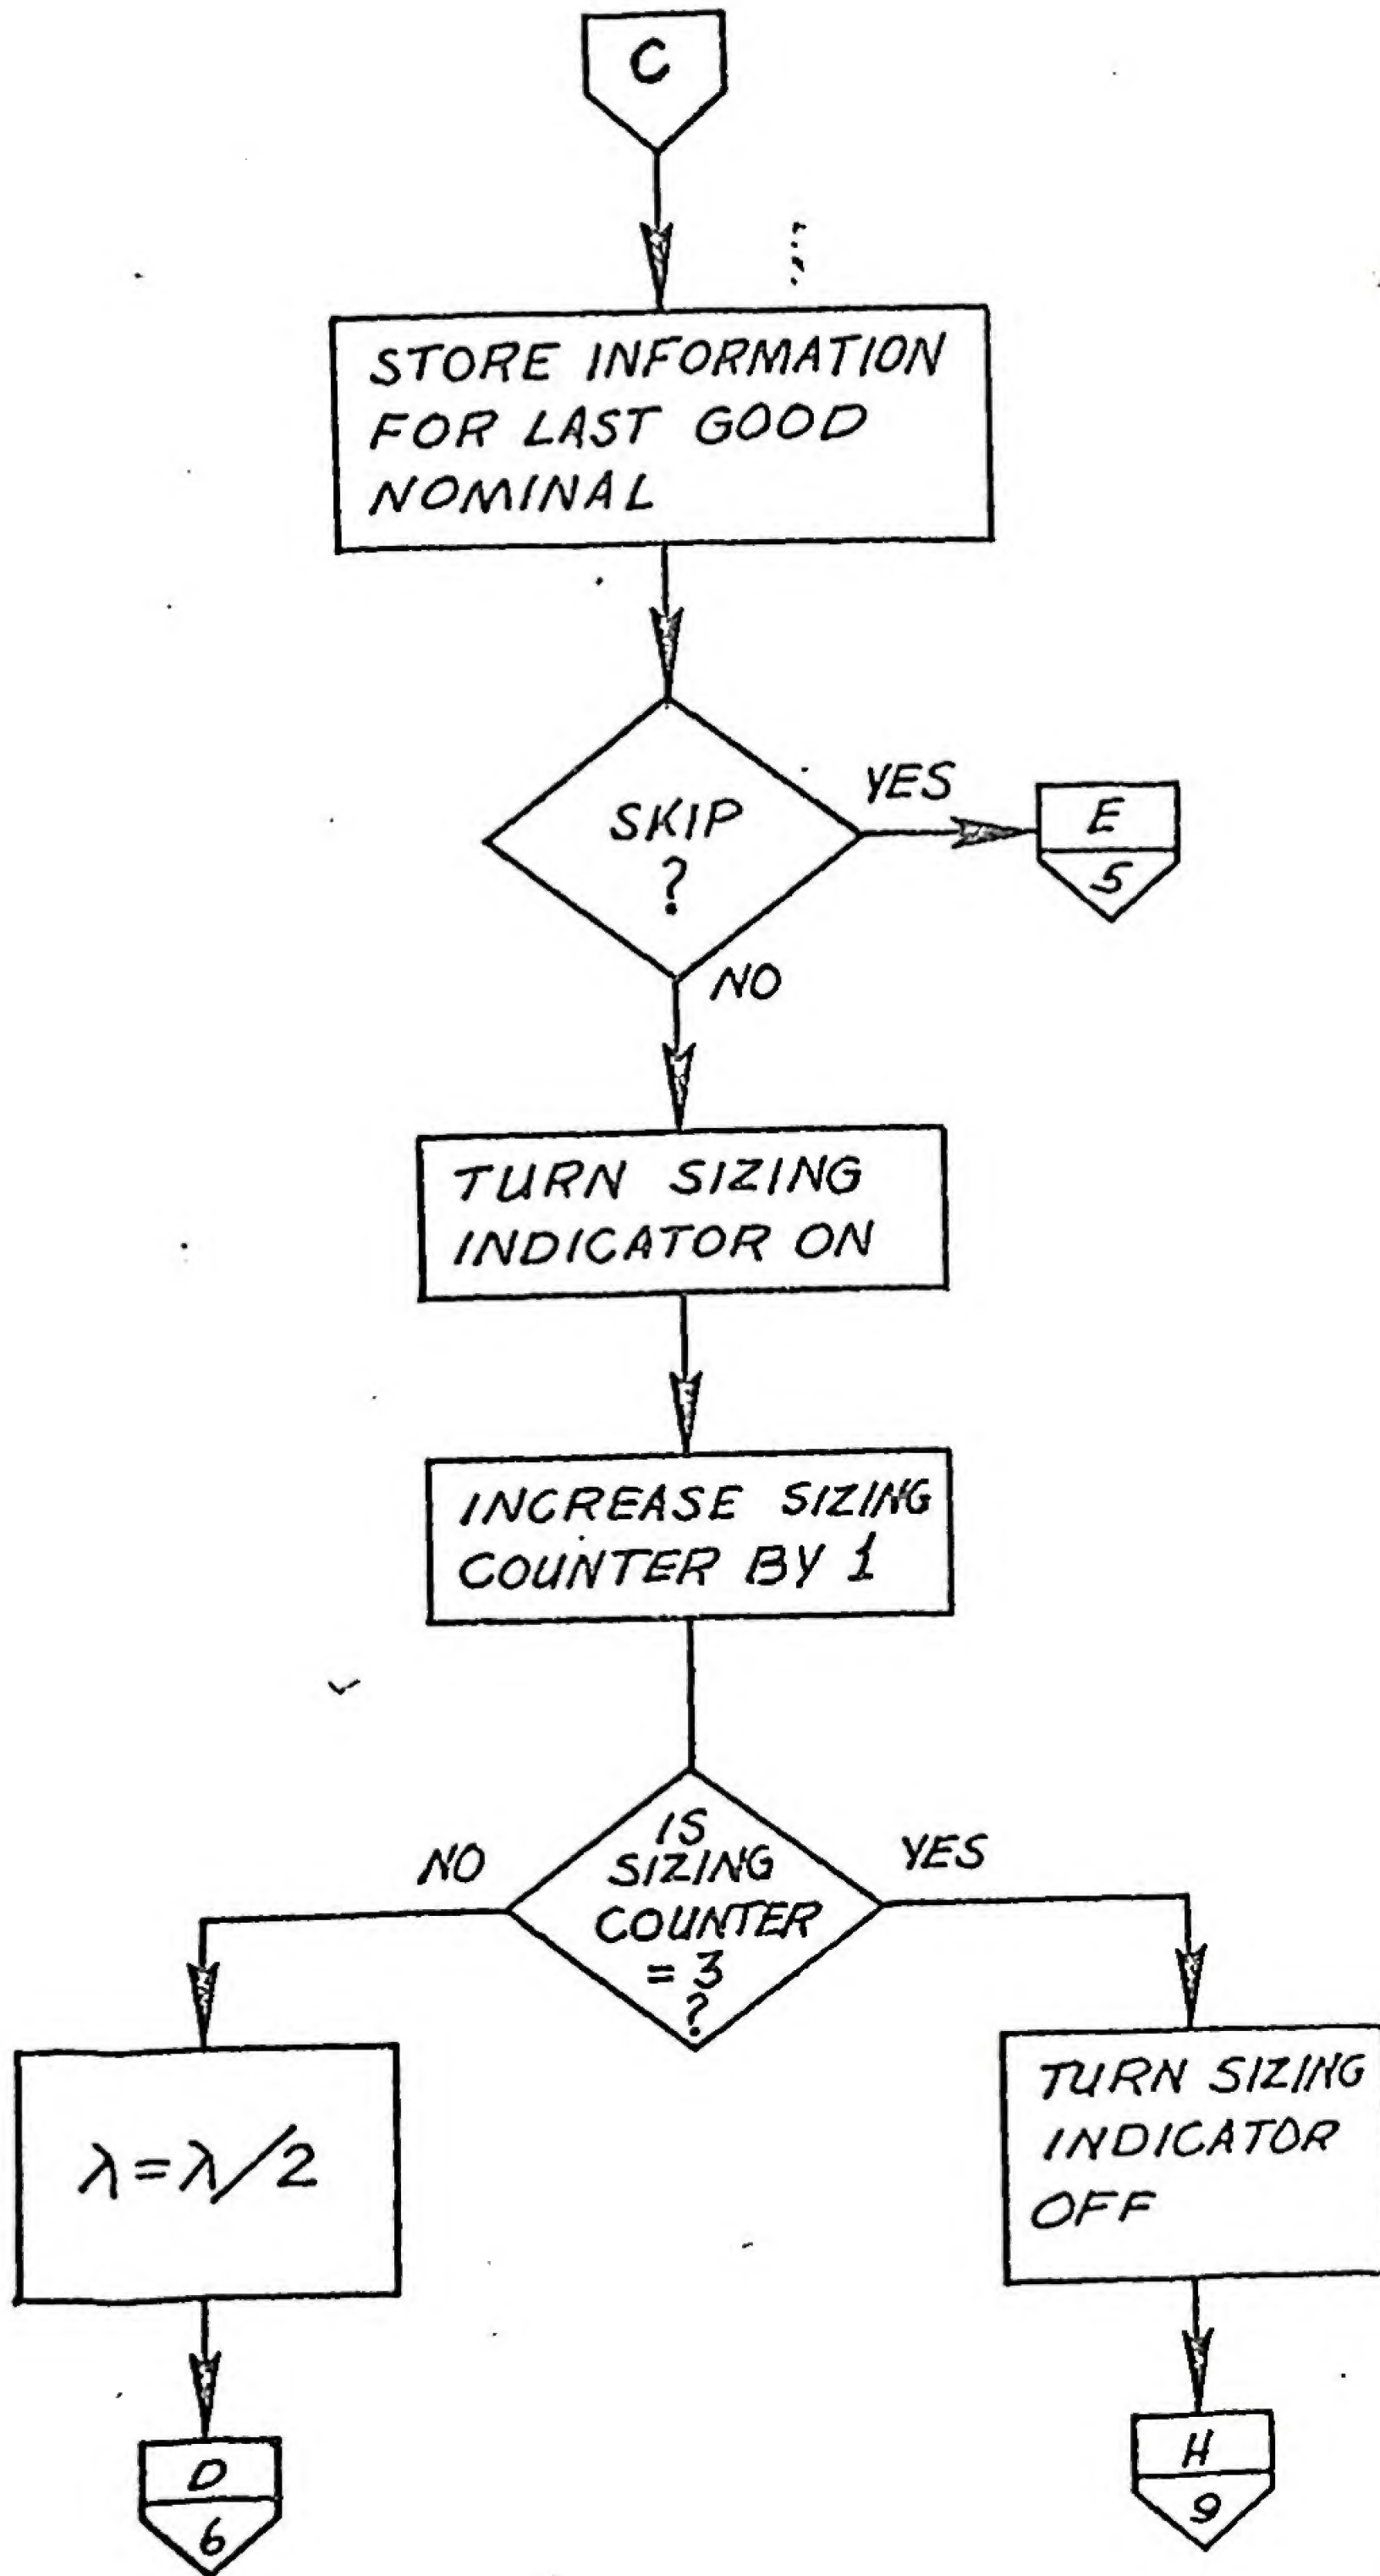 C
STORE INFORMATION
FOR LAST GOOD
NOMINAL
SKIP
?
YES
E
5
NO
TURN SIZING
INDICATOR ON
INCREASE SIZING
COUNTER BY 1
IS
SIZING
COUNTER
= 3
?
NO
YES
λ=λ/2
TURN SIZING
INDICATOR
OFF
D
6
H
9